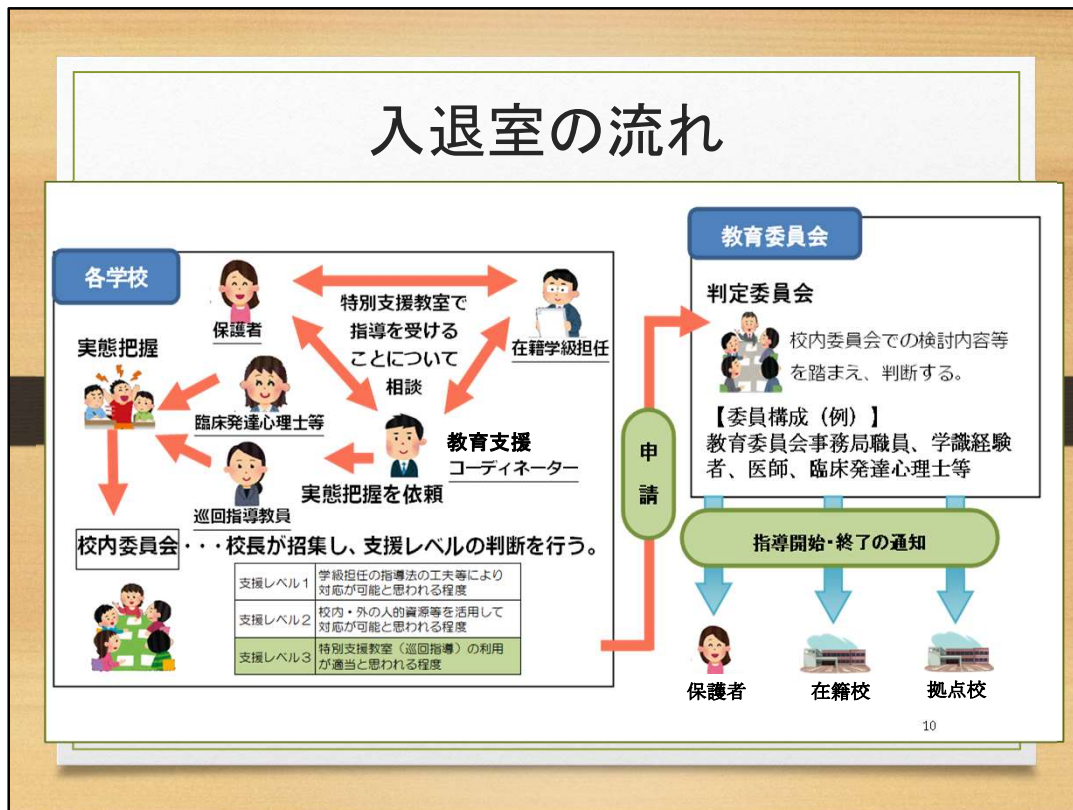 入退室の流れ
各学校
保護者
特別支援教室で
指導を受ける
ことについて
相談
在籍学級担任
実態把握
臨床発達心理士等
教育支援
コーディネーター
実態把握を依頼
巡回指導教員
校内委員会・・・校長が招集し、支援レベルの判断を行う。
支援レベル1 学級担任の指導法の工夫等により
対応が可能と思われる程度
支援レベル2 校内・外の人的資源等を活用して
対応が可能と思われる程度
支援レベル3 特別支援教室（巡回指導）の利用
が適当と思われる程度
申
請
教育委員会
判定委員会
校内委員会での検討内容等
を踏まえ、判断する。
【委員構成（例）】
教育委員会事務局職員、学識経験
者、医師、臨床発達心理士等
指導開始・終了の通知
保護者
在籍校
拠点校
10